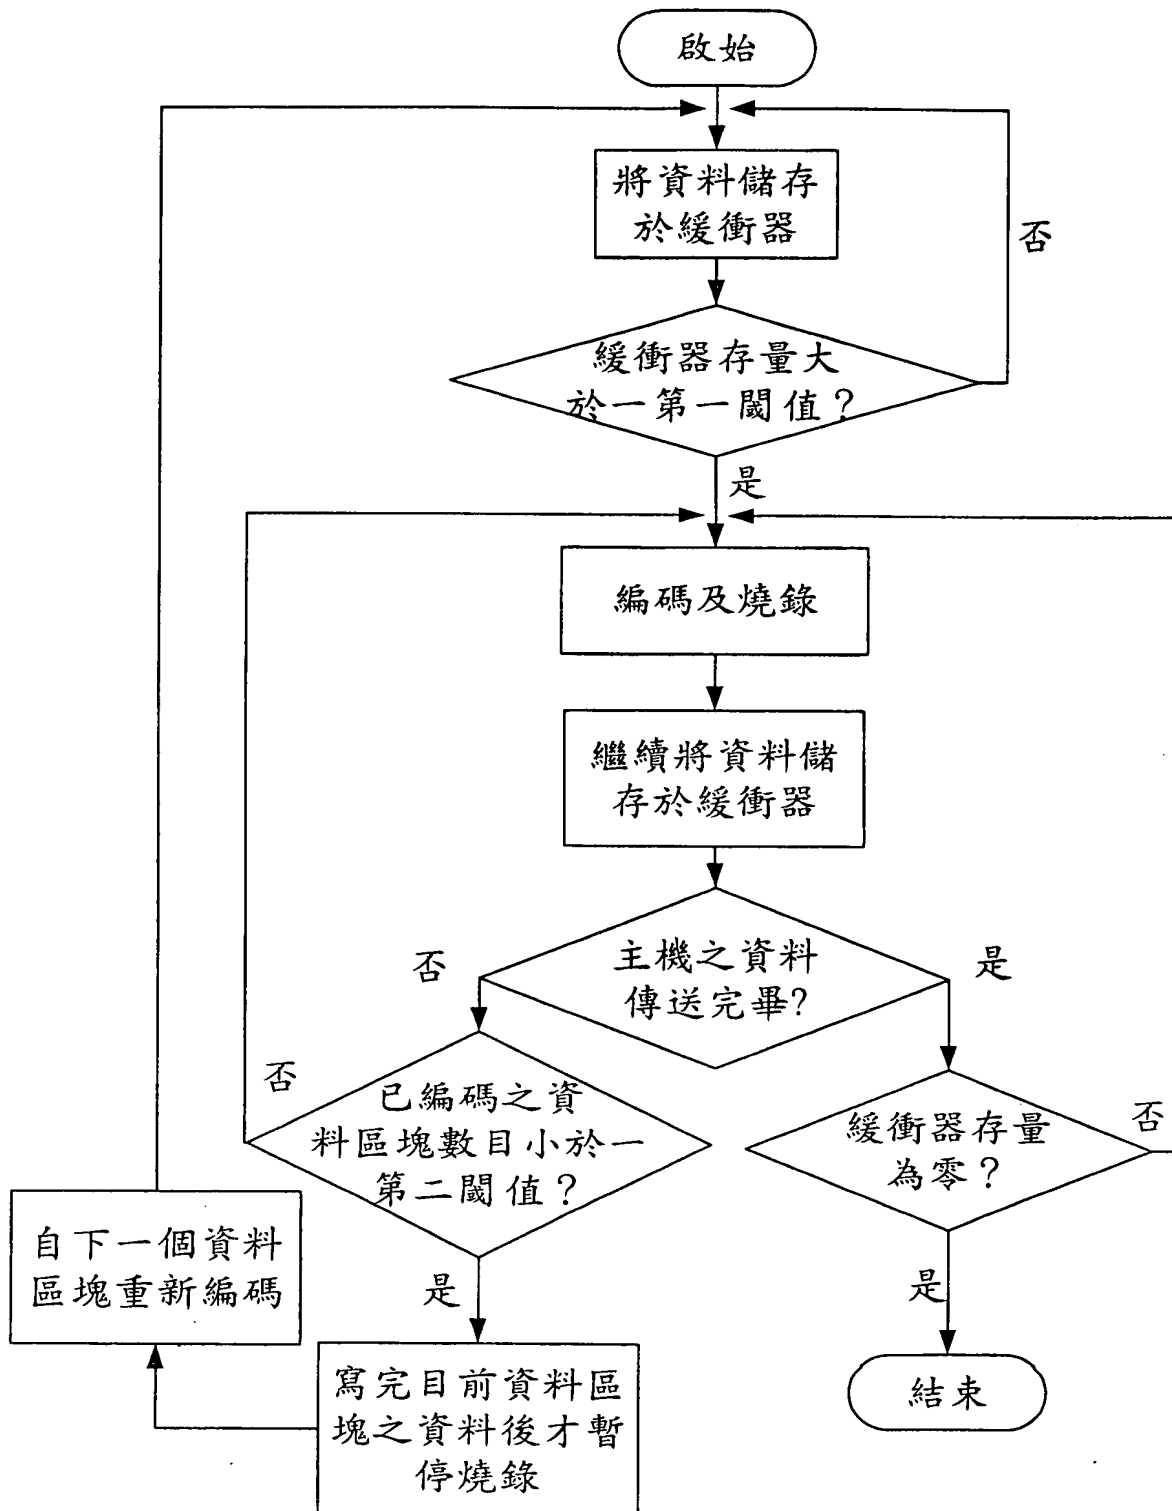 啟始
將資料儲存
於緩衝器
否
緩衝器存量大
於一第一閾值？
是
編碼及燒錄
繼續將資料儲
存於緩衝器
否
主機之資料
傳送完畢?
是
否
已編碼之資
料區塊數目小於一
第二閾值？
緩衝器存量
為零？
否
自下一個資料
區塊重新編碼
是
是
寫完目前資料區
塊之資料後才暫
停燒錄
結束